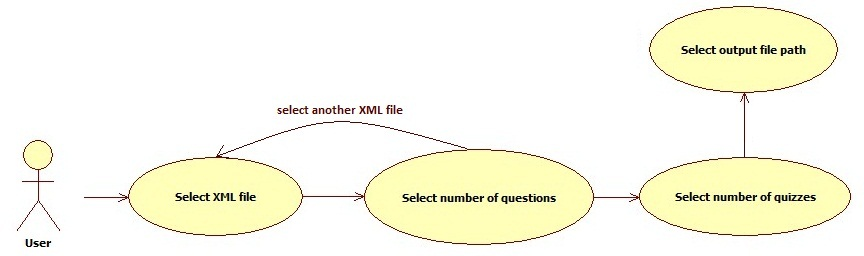 Select output file path
select another XML file
Select XML file
Select number of questions
Select number of quizzes
User